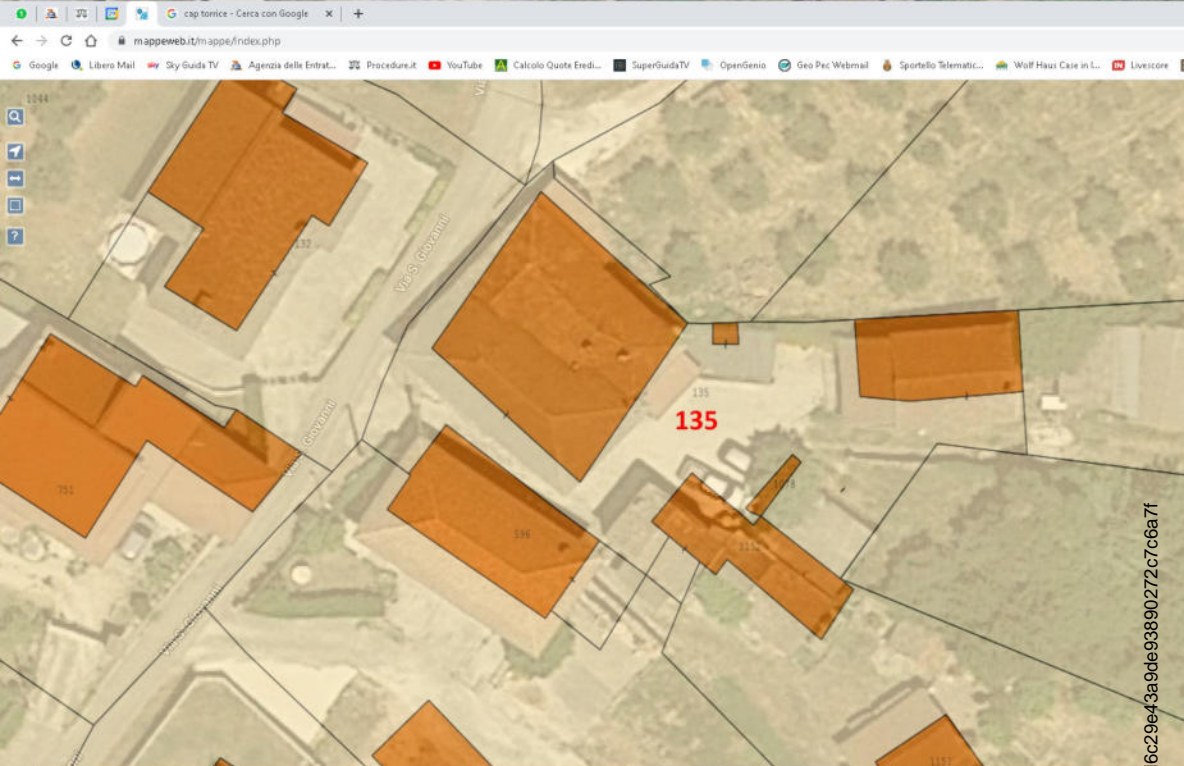 cap torrice - Cerca con Google
mappeweb.it/mappe/index.php
Google Libero Mail Sky Guida TV Agenzia delle Entrat... Procedure.it YouTube Calcolo Quote Eredi... SuperGuidaTV OpenGenio Geo Pec Webmail Sportello Telematic... Wolf Haus Case in l... Livescore
1044
Via S. Giovanni
132
135
135
Giovanni
751
596
1157
6c29e43a9de93890272c7c6a7f